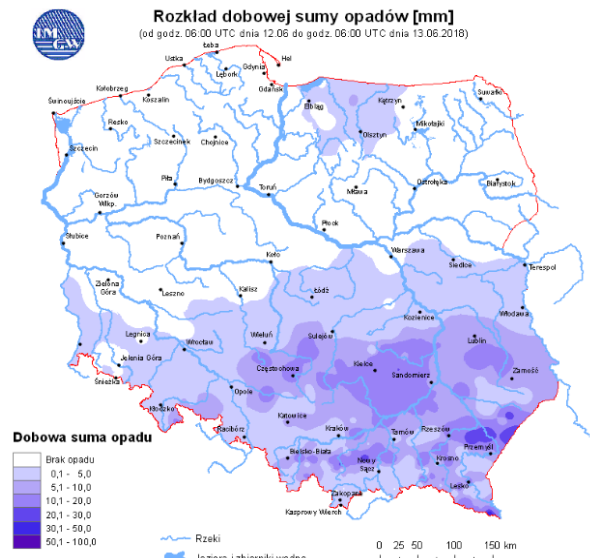 IM
GW
Rozkład dobowej sumy opadów [mm]
(od godz. 06:00 UTC dnia 12.06 do godz. 06:00 UTC dnia 13.06.2018)
Łeba
Ustka
Hel
Gdynia
Lębork
Gdańsk
Kołobrzeg
Koszalin
Suwałki
Świnoujście
Elbląg
Kętrzyn
Resko
Mikołajki
Szczecinek
Chojnice
Olsztyn
Szczecin
Piła
Bydgoszcz
Toruń
Mława
Ostrołęka
Białystok
Gorzów
Wlkp.
Płock
Słubice
Poznań
Warszawa
Koło
Siedlce
Terespol
Zielona
Góra
Leszno
Kalisz
Łódź
Kozienice
Włodawa
Legnica
Wrocław
Wieluń
Sulejów
Lublin
Jelenia Góra
Częstochowa
Kielce
Sandomierz
Zamość
Śnieżka
Opole
Kłodzko
Katowice
Racibórz
Kraków
Tarnów
Rzeszów
Przemyśl
Bielsko-Biała
Nowy
Sącz
Krosno
Lesko
Zakopane
Kasprowy Wierch
Dobowa suma opadu
Brak opadu
0,1 - 5,0
5,1 - 10,0
10,1 - 20,0
20,1 - 30,0
30,1 - 50,0
50,1 - 100,0
Rzeki
0 25 50 100 150 km
Jeziora i zbiorniki wodne